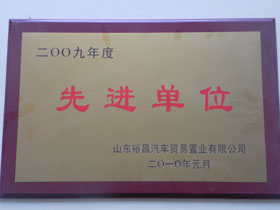 二〇〇九年度
先进单位
山东裕昌汽车贸易置业有限公司
二〇一〇年元月